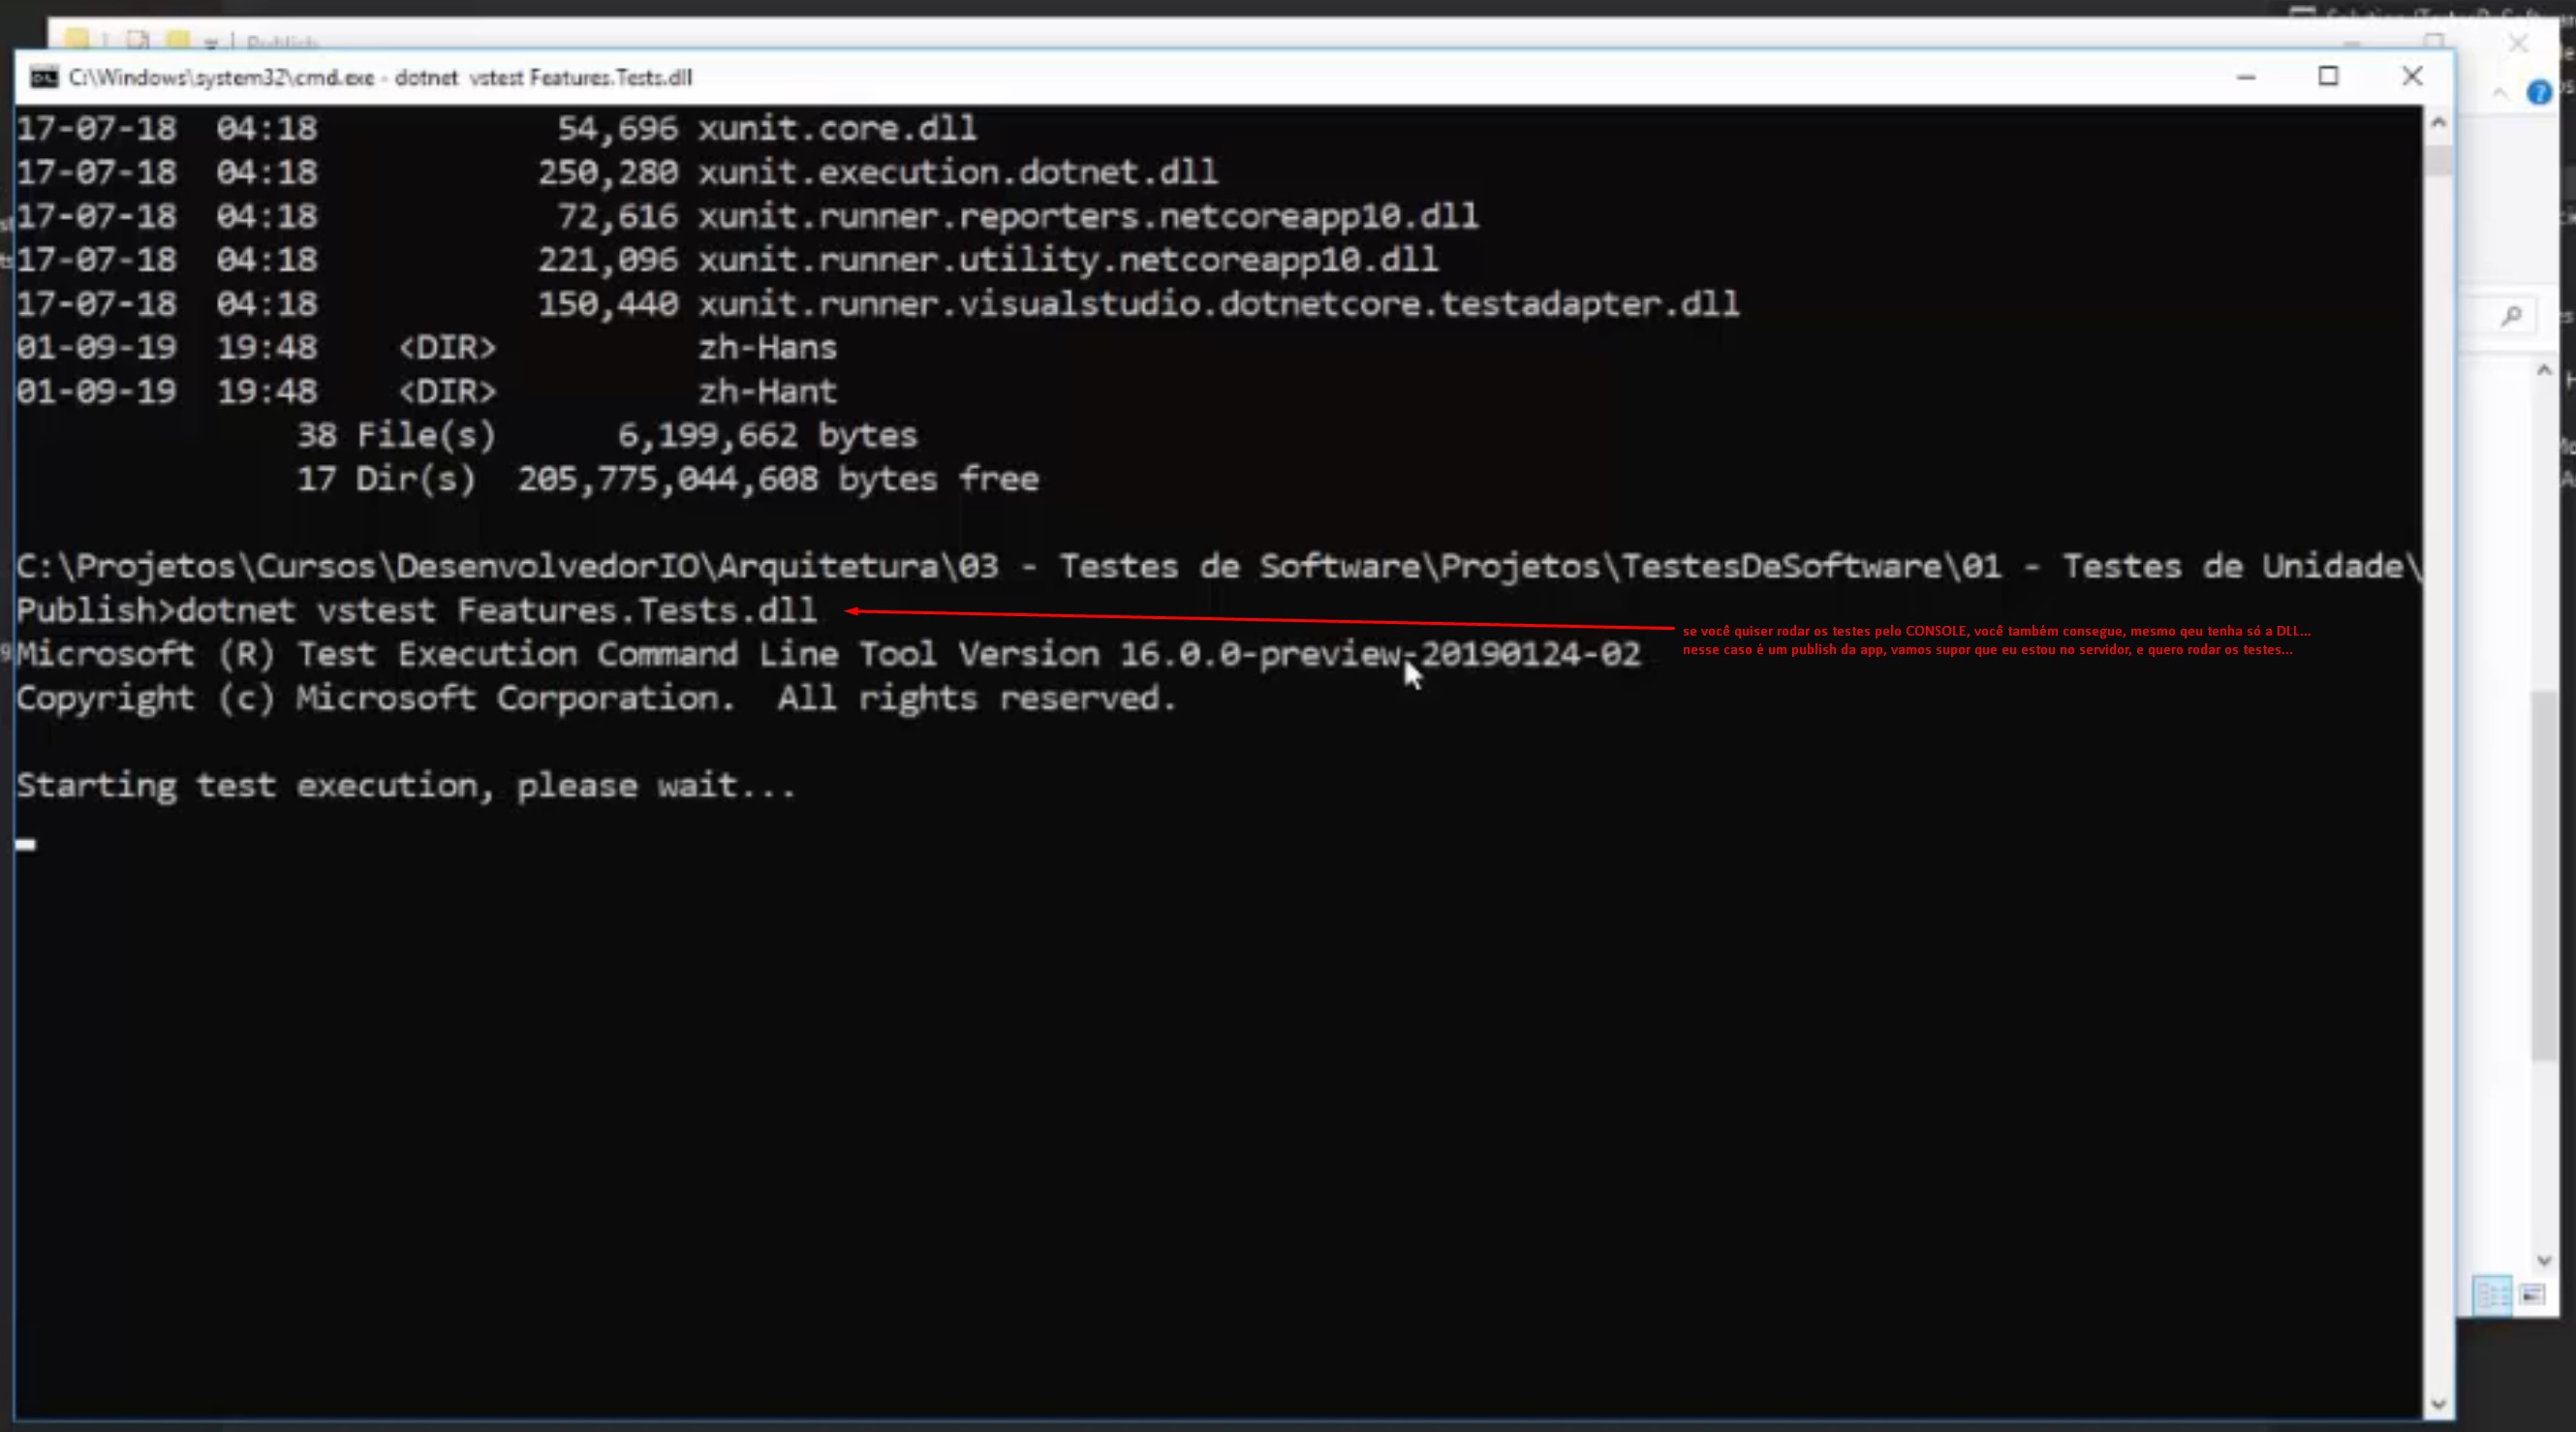 Publish
C:\Windows\system32\cmd.exe - dotnet  vstest Features.Tests.dll
17-07-18  04:18            54,696 xunit.core.dll
17-07-18  04:18           250,280 xunit.execution.dotnet.dll
17-07-18  04:18            72,616 xunit.runner.reporters.netcoreapp10.dll
17-07-18  04:18           221,096 xunit.runner.utility.netcoreapp10.dll
17-07-18  04:18           150,440 xunit.runner.visualstudio.dotnetcore.testadapter.dll
01-09-19  19:48    <DIR>          zh-Hans
01-09-19  19:48    <DIR>          zh-Hant
38 File(s)      6,199,662 bytes
17 Dir(s)  205,775,044,608 bytes free
C:\Projetos\Cursos\DesenvolvedorIO\Arquitetura\03 - Testes de Software\Projetos\TestesDeSoftware\01 - Testes de Unidade\
Publish>dotnet vstest Features.Tests.dll
se você quiser rodar os testes pelo CONSOLE, você também consegue, mesmo qeu tenha só a DLL...
nesse caso é um publish da app, vamos supor que eu estou no servidor, e quero rodar os testes...
Microsoft (R) Test Execution Command Line Tool Version 16.0.0-preview-20190124-02
Copyright (c) Microsoft Corporation.  All rights reserved.
Starting test execution, please wait...